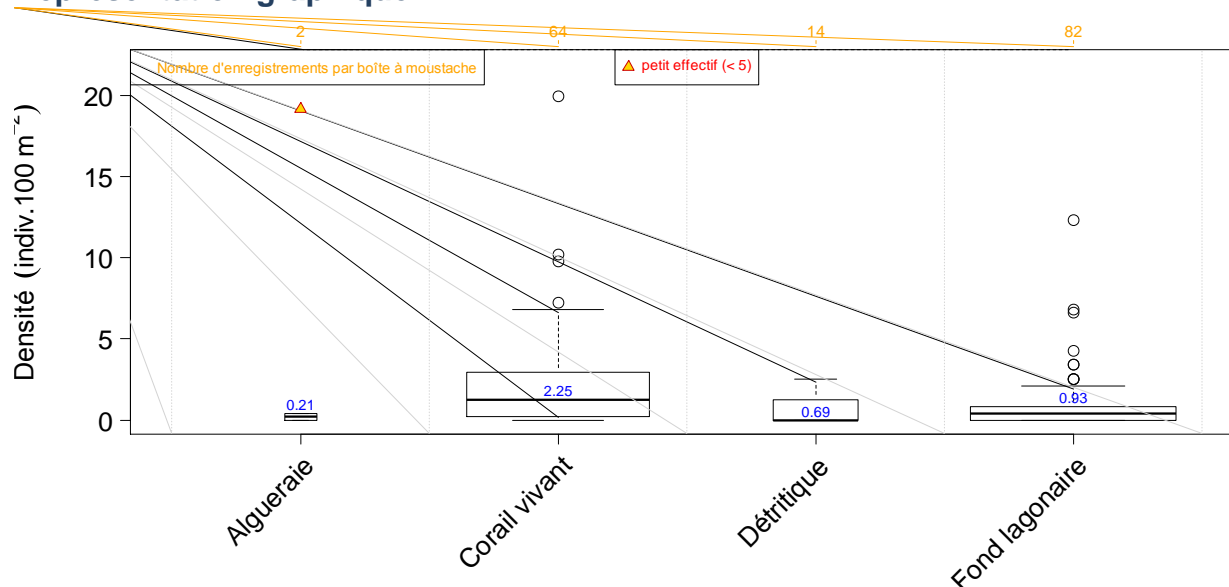 2 64 14 82
Nombre d'enregistrements par boîte à moustache
petit effectif (< 5)
Densité (indiv.100 m⁻²)
20
15
10
5
0
0.21
2.25
0.69
0.93
Algueraie
Corail vivant
Détritique
Fond lagonaire